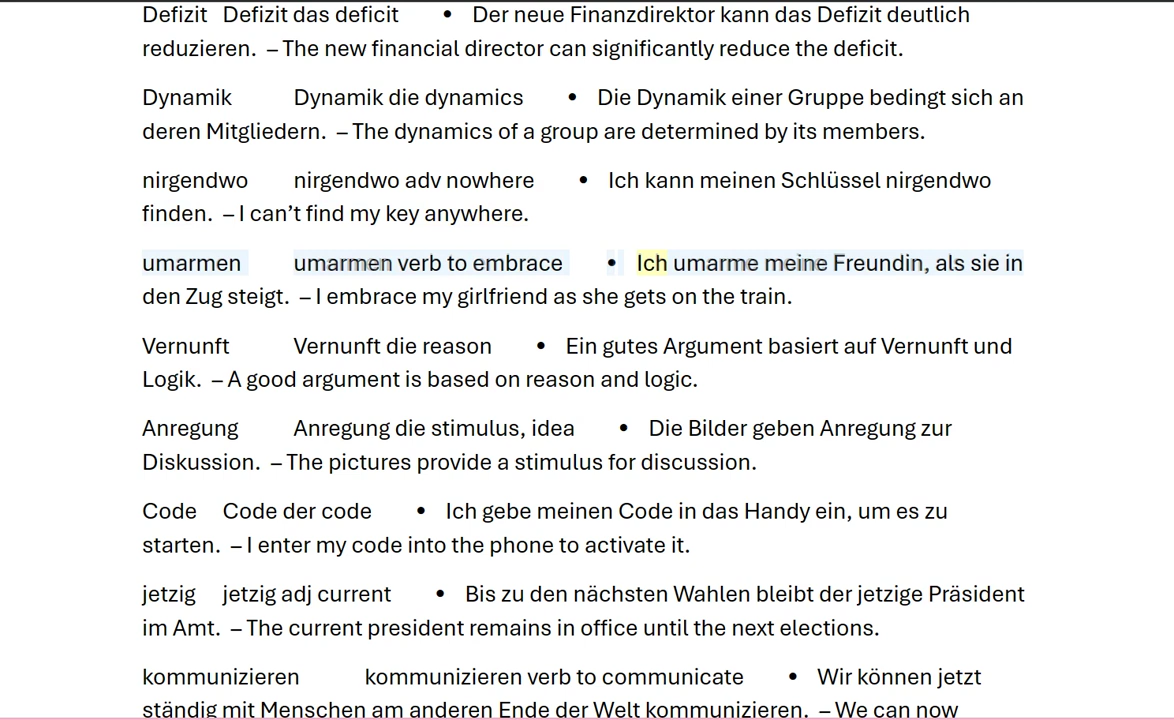 Defizit Defizit das deficit • Der neue Finanzdirektor kann das Defizit deutlich
reduzieren. – The new financial director can significantly reduce the deficit.
Dynamik Dynamik die dynamics • Die Dynamik einer Gruppe bedingt sich an
deren Mitgliedern. – The dynamics of a group are determined by its members.
nirgendwo nirgendwo adv nowhere • Ich kann meinen Schlüssel nirgendwo
finden. – I can’t find my key anywhere.
umarmen umarmen verb to embrace • Ich umarme meine Freundin, als sie in
den Zug steigt. – I embrace my girlfriend as she gets on the train.
Vernunft Vernunft die reason • Ein gutes Argument basiert auf Vernunft und
Logik. – A good argument is based on reason and logic.
Anregung Anregung die stimulus, idea • Die Bilder geben Anregung zur
Diskussion. – The pictures provide a stimulus for discussion.
Code Code der code • Ich gebe meinen Code in das Handy ein, um es zu
starten. – I enter my code into the phone to activate it.
jetzig jetzig adj current • Bis zu den nächsten Wahlen bleibt der jetzige Präsident
im Amt. – The current president remains in office until the next elections.
kommunizieren kommunizieren verb to communicate • Wir können jetzt
ständig mit Menschen am anderen Ende der Welt kommunizieren. – We can now